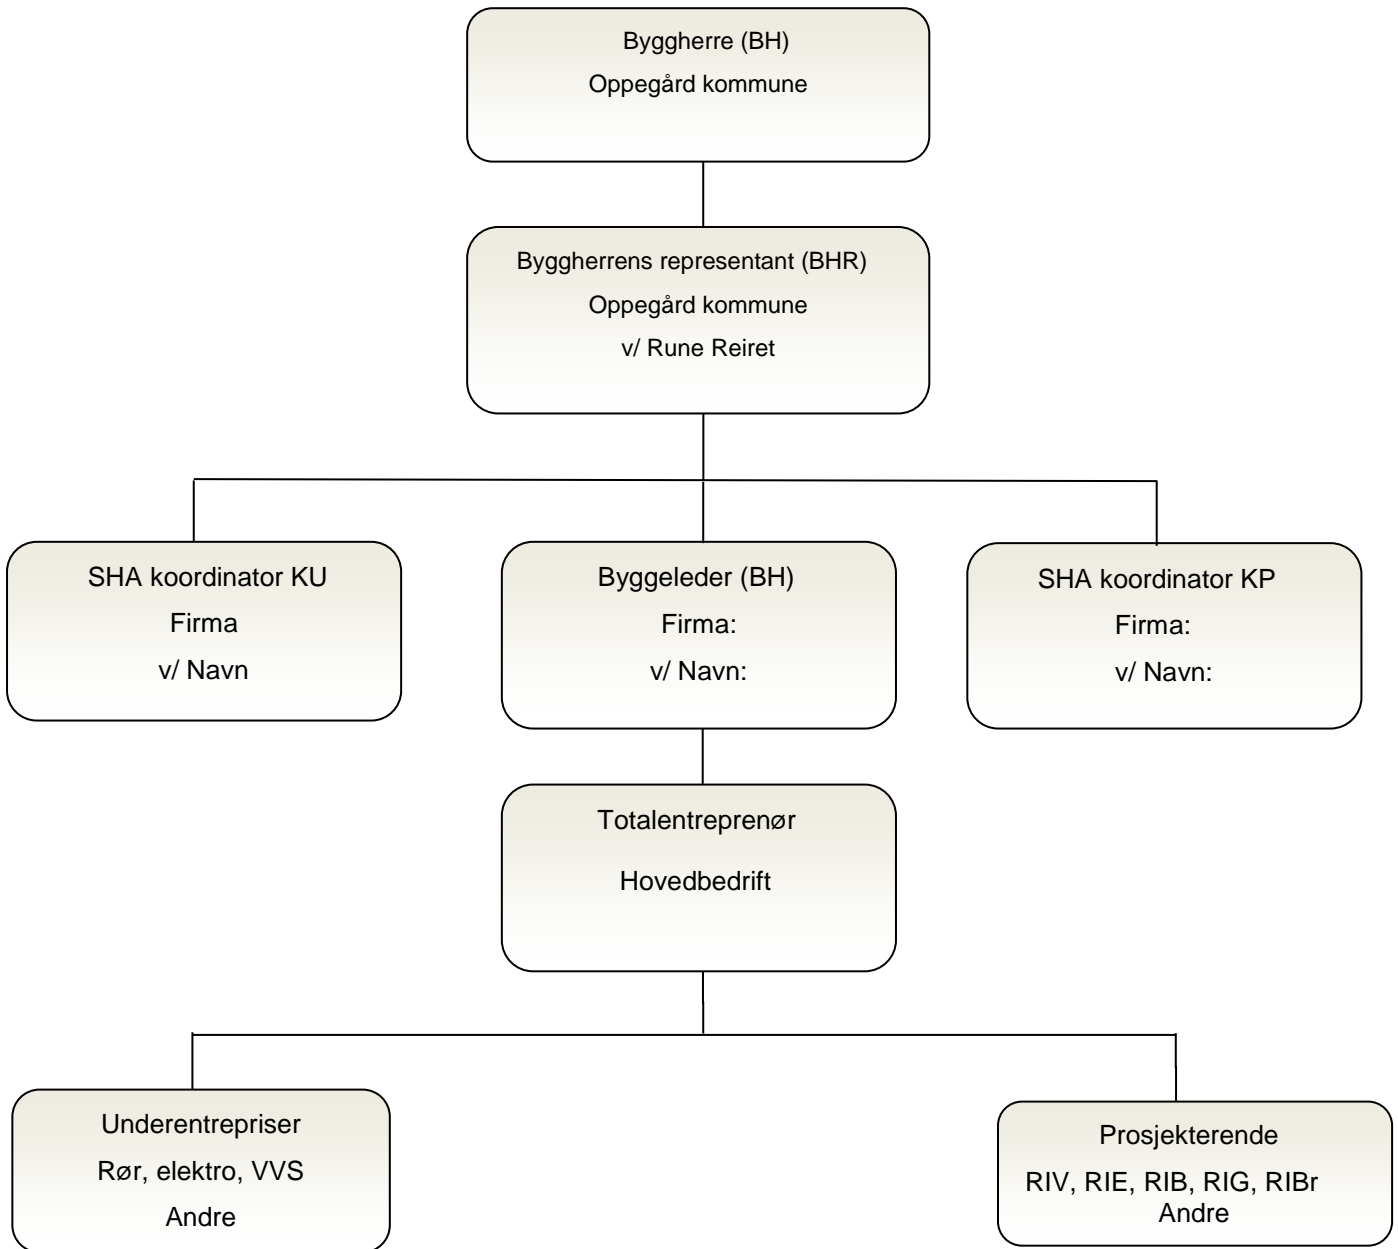 Byggherre (BH)
Oppegård kommune
Byggherrens representant (BHR)
Oppegård kommune
v/ Rune Reiret
SHA koordinator KU
Firma
v/ Navn
Byggeleder (BH)
Firma:
v/ Navn:
SHA koordinator KP
Firma:
v/ Navn:
Totalentreprenør
Hovedbedrift
Underentrepriser
Rør, elektro, VVS
Andre
Prosjekterende
RIV, RIE, RIB, RIG, RIBr
Andre